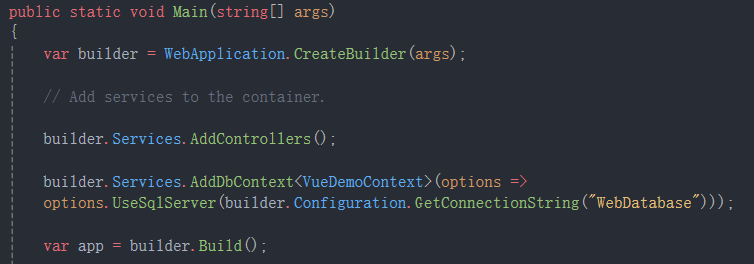 public static void Main(string[] args)
{
var builder = WebApplication.CreateBuilder(args);
// Add services to the container.
builder.Services.AddControllers();
builder.Services.AddDbContext<VueDemoContext>(options =>
options.UseSqlServer(builder.Configuration.GetConnectionString("WebDatabase")));
var app = builder.Build();